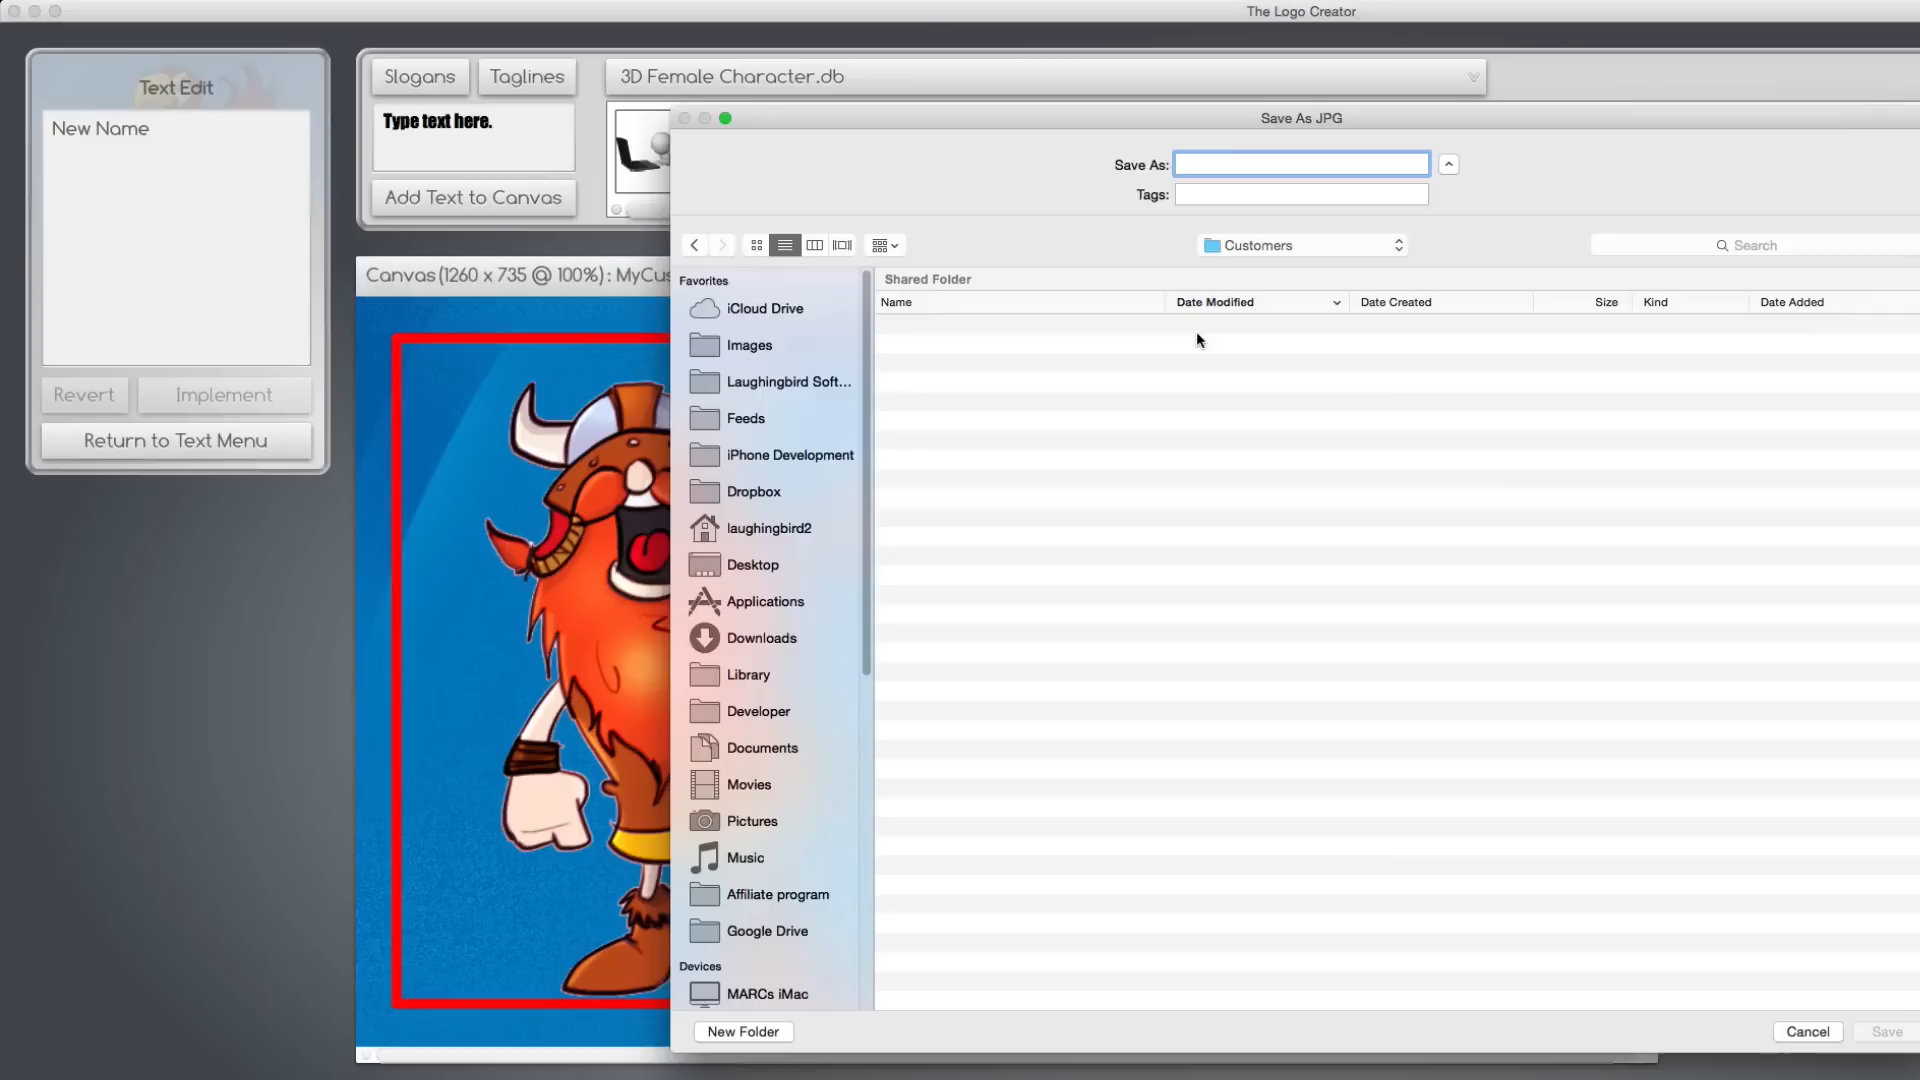 The Logo Creator
Text Edit
New Name
Revert
Implement
Return to Text Menu
Slogans
Taglines
3D Female Character.db
Type text here.
Add Text to Canvas
Canvas (1260 x 735 @ 100%) : MyCus
Save As JPG
Save As:
Tags:
Customers
Search
Favorites
iCloud Drive
Images
Laughingbird Soft...
Feeds
iPhone Development
Dropbox
laughingbird2
Desktop
Applications
Downloads
Library
Developer
Documents
Movies
Pictures
Music
Affiliate program
Google Drive
Devices
MARCs iMac
Shared Folder
Name
Date Modified
Date Created
Size
Kind
Date Added
New Folder
Cancel
Save